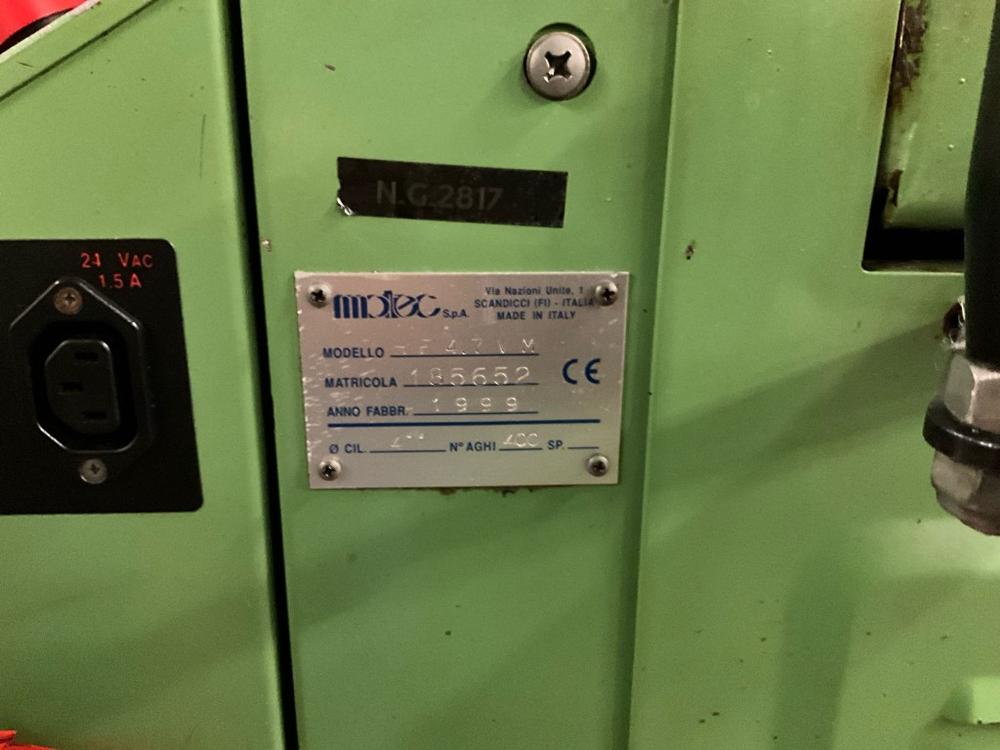 N.G.2817
24 VAC
1.5 A
matec S.p.A.
Via Nazioni Unite, 1
SCANDICCI (FI) - ITALIA
MADE IN ITALY
MODELLO
MATRICOLA 185652
ANNO FABBR. 1999
CE
Ø CIL. 4" N° AGHI 400 SP.